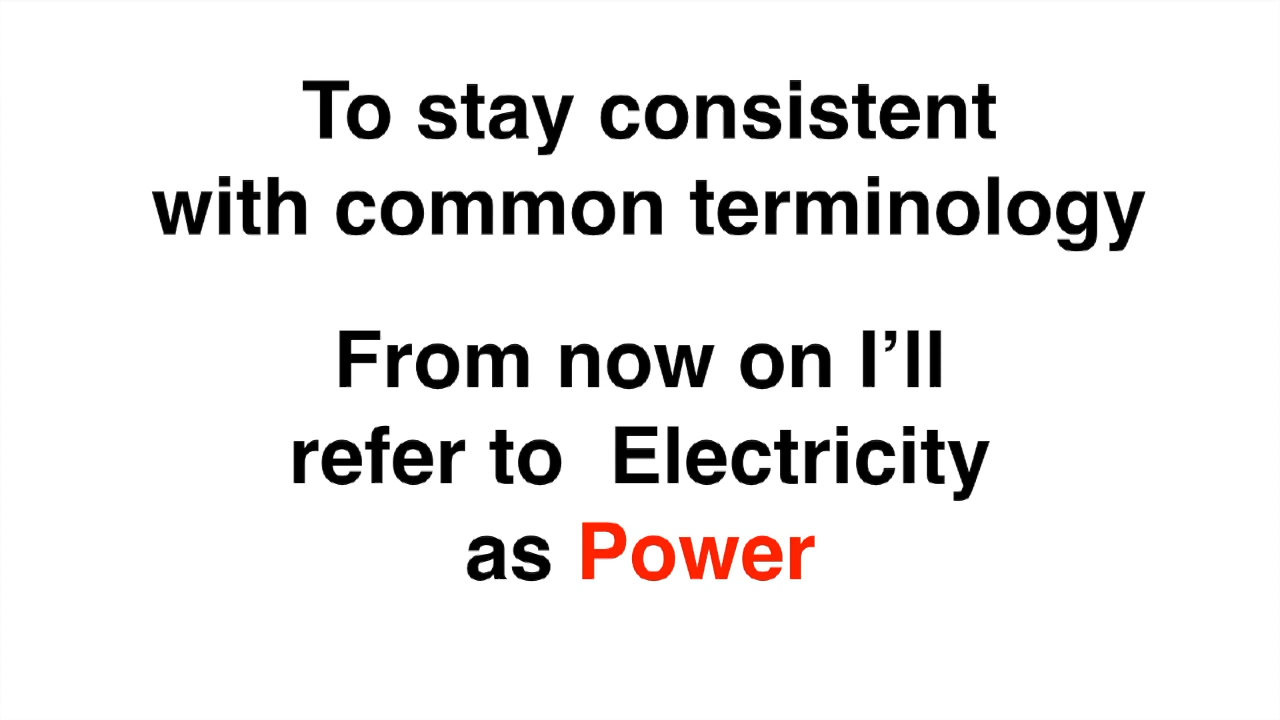 To stay consistent
with common terminology
From now on I’ll
refer to  Electricity
as Power